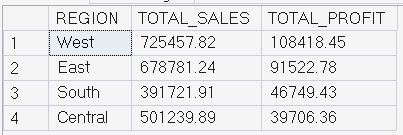 REGION TOTAL_SALES TOTAL_PROFIT
1 West 725457.82 108418.45
2 East 678781.24 91522.78
3 South 391721.91 46749.43
4 Central 501239.89 39706.36